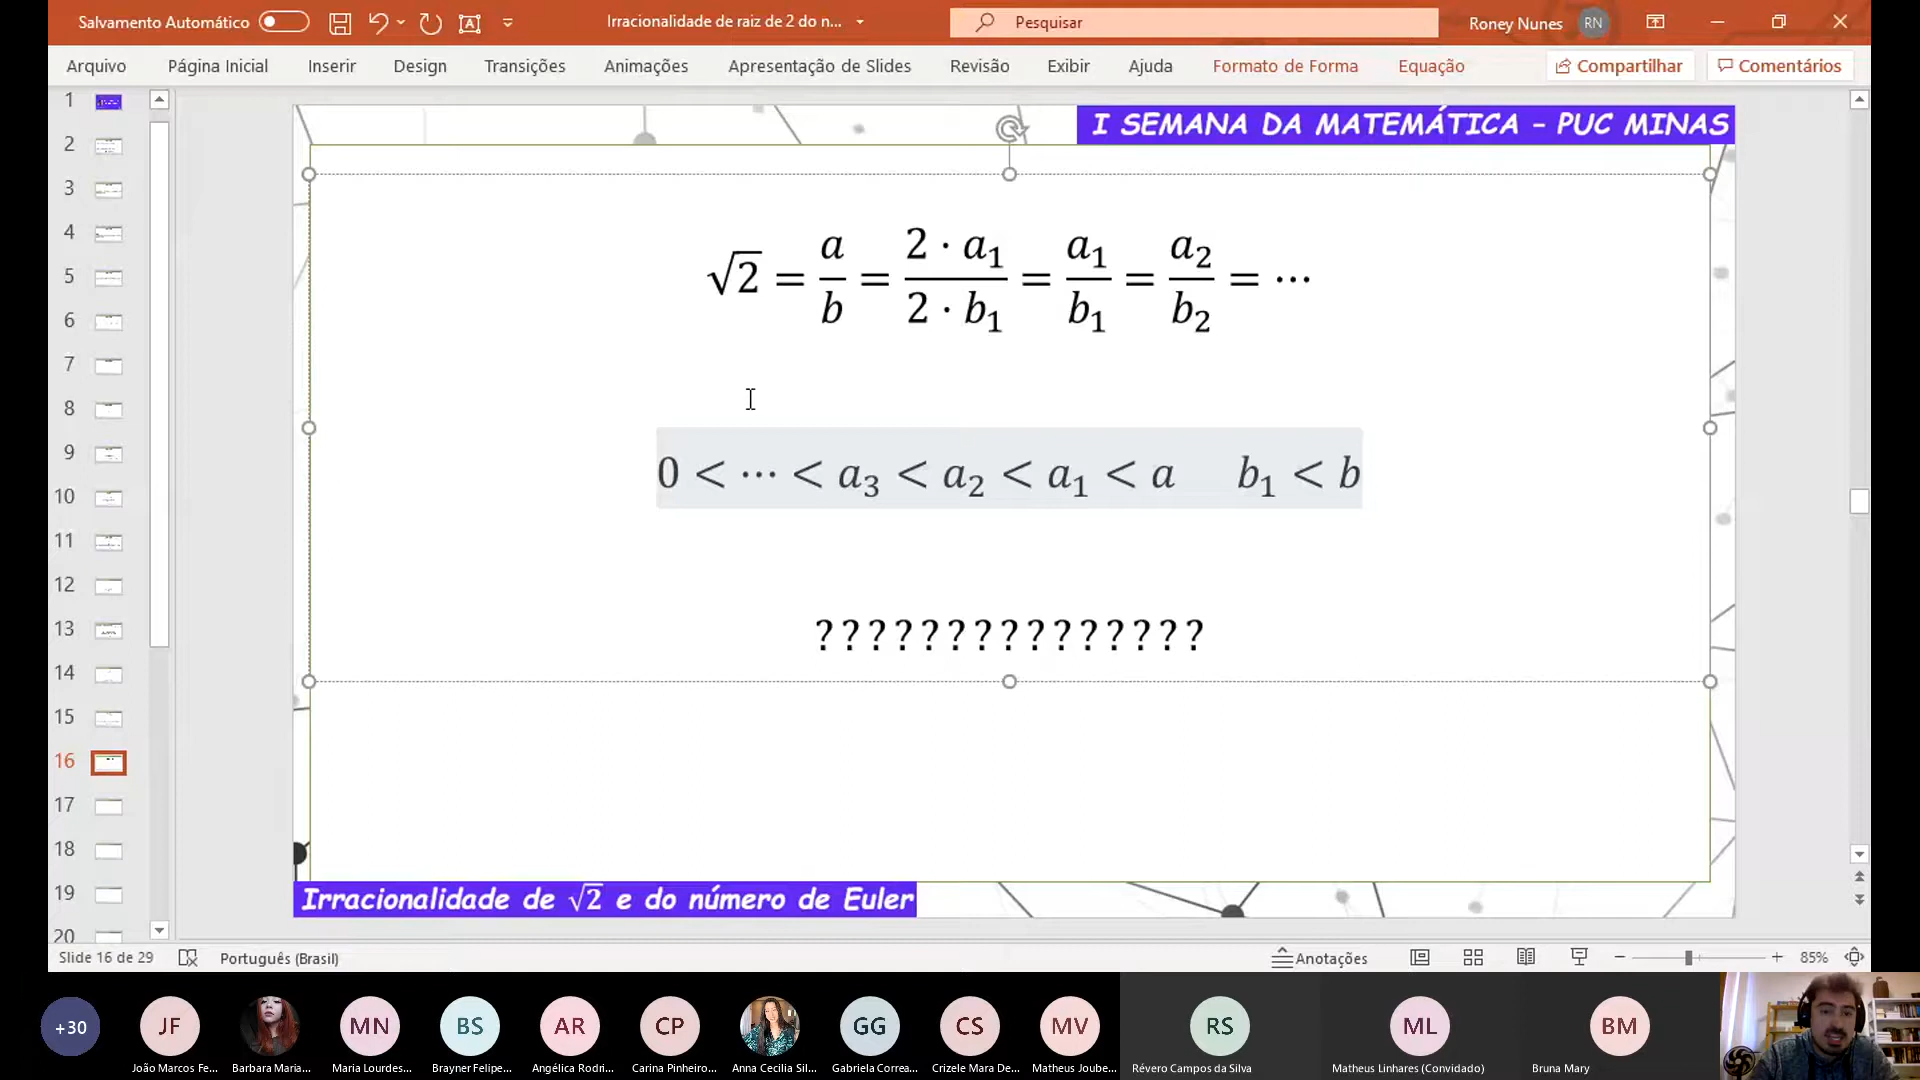 Salvamento Automático
Irracionalidade de raiz de 2 do n...
Pesquisar
Roney Nunes
RN
Arquivo
Página Inicial
Inserir
Design
Transições
Animações
Apresentação de Slides
Revisão
Exibir
Ajuda
Formato de Forma
Equação
Compartilhar
Comentários
1
2
3
4
5
6
7
8
9
10
11
12
13
14
15
16
17
18
19
20
I SEMANA DA MATEMÁTICA - PUC MINAS
√2 = a/b = (2 · a₁)/(2 · b₁) = a₁/b₁ = a₂/b₂ = ⋯
0 < ⋯ < a₃ < a₂ < a₁ < a b₁ < b
???????????????
Irracionalidade de √2 e do número de Euler
Slide 16 de 29
Português (Brasil)
Anotações
85%
+30
JF
MN
BS
AR
CP
GG
CS
MV
RS
ML
BM
João Marcos Fe...
Barbara Maria...
Maria Lourdes...
Brayner Felipe...
Angélica Rodri...
Carina Pinheiro...
Anna Cecilia Sil...
Gabriela Correa...
Crizele Mara De...
Matheus Joube...
Révero Campos da Silva
Matheus Linhares (Convidado)
Bruna Mary